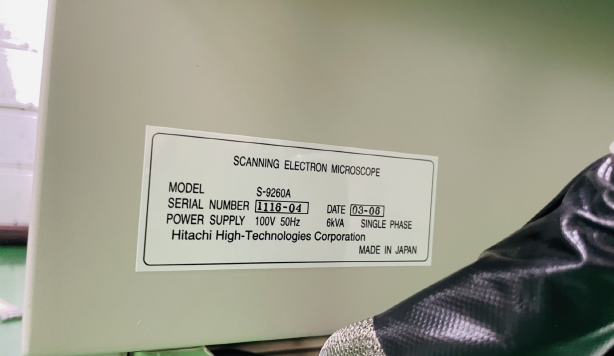 SCANNING ELECTRON MICROSCOPE
MODEL S-9260A
SERIAL NUMBER 1116-04 DATE 03-06
POWER SUPPLY 100V 50Hz 6kVA SINGLE PHASE
Hitachi High-Technologies Corporation
MADE IN JAPAN